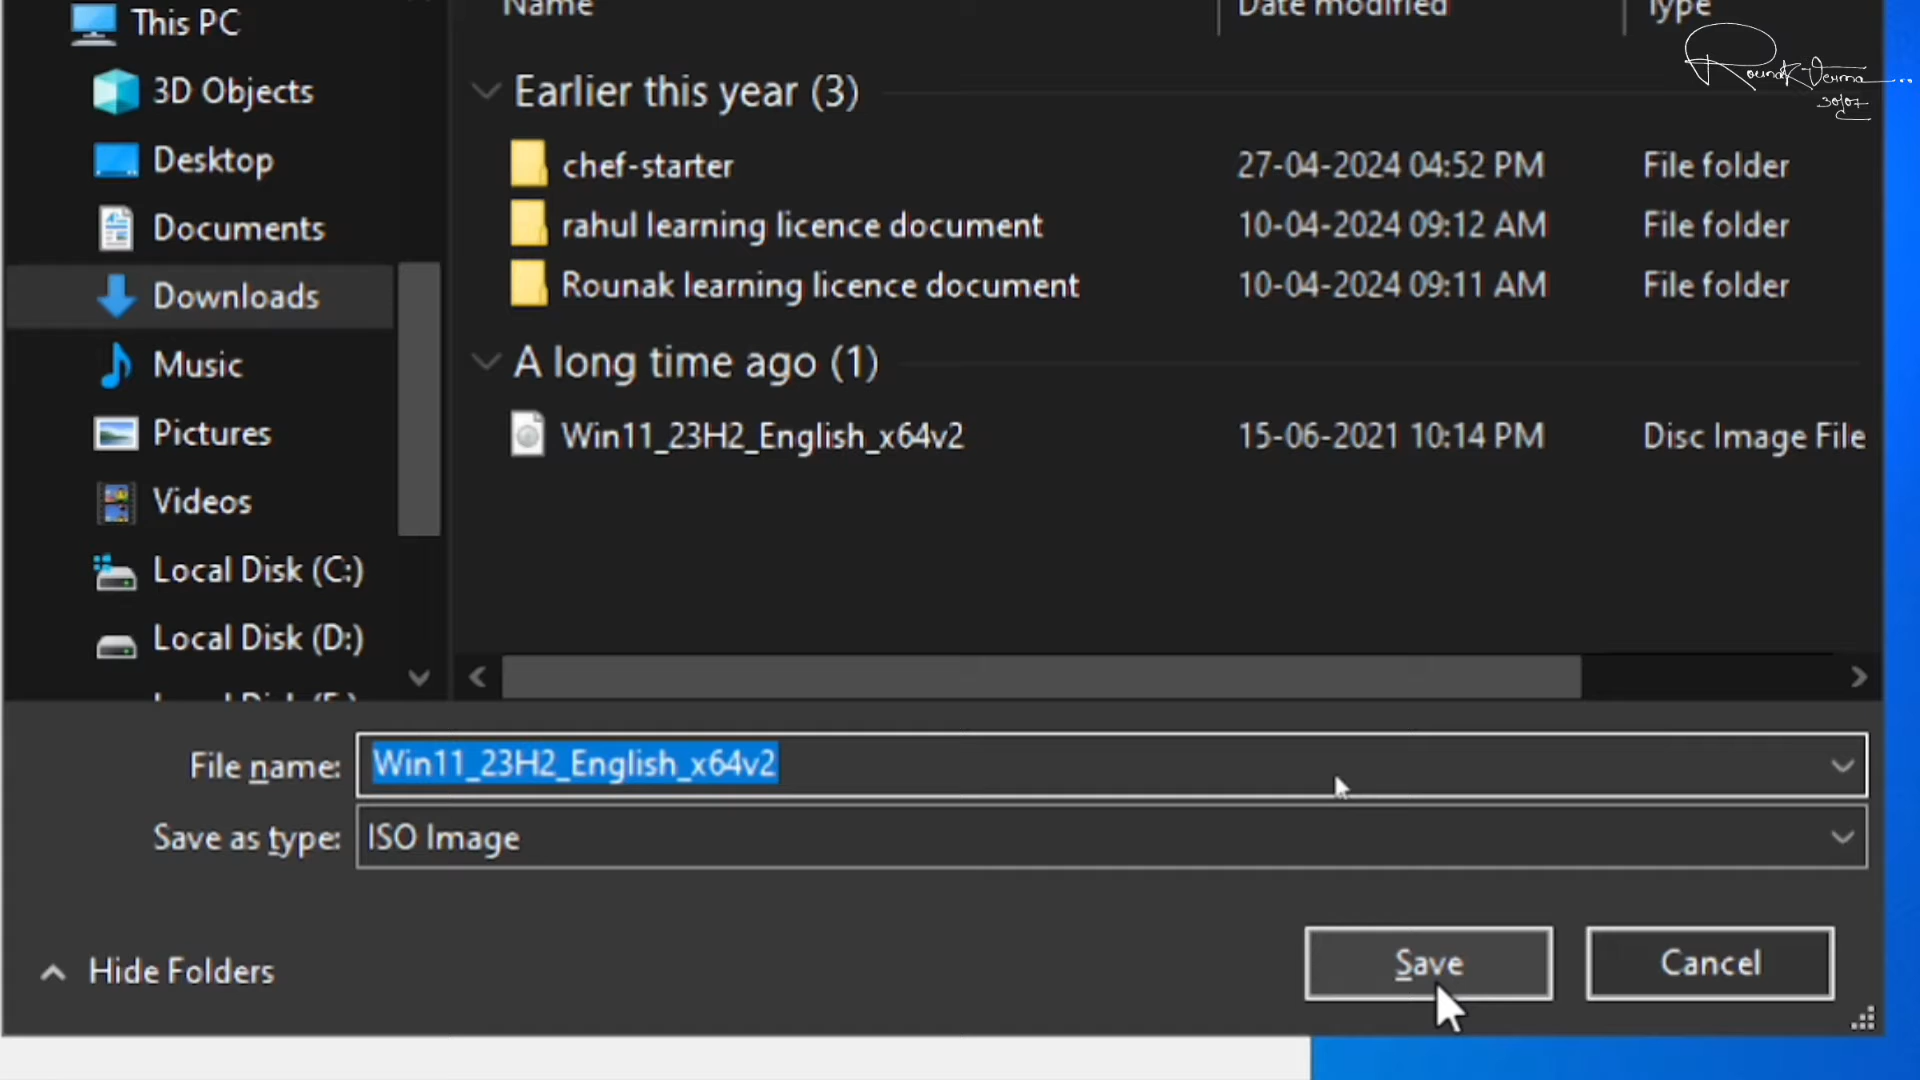 Name Date modified Type
This PC
Rounak Verma...
30/07
3D Objects
Earlier this year (3)
Desktop
chef-starter 27-04-2024 04:52 PM File folder
Documents
rahul learning licence document 10-04-2024 09:12 AM File folder
Downloads
Rounak learning licence document 10-04-2024 09:11 AM File folder
Music
A long time ago (1)
Pictures
Win11_23H2_English_x64v2 15-06-2021 10:14 PM Disc Image File
Videos
Local Disk (C:)
Local Disk (D:)
File name: Win11_23H2_English_x64v2
Save as type: ISO Image
Hide Folders
Save Cancel